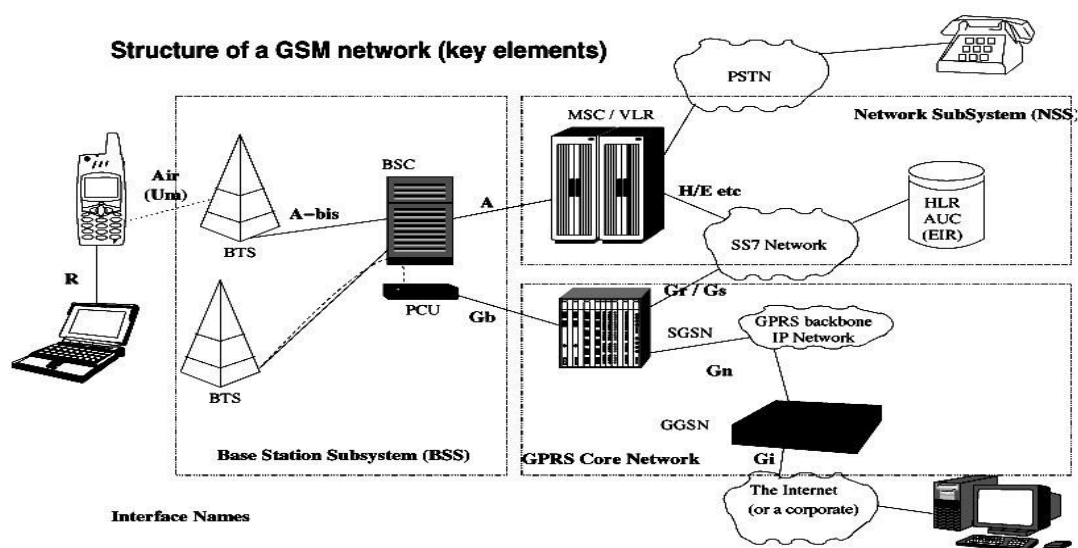 Structure of a GSM network (key elements)
PSTN
MSC / VLR
Network SubSystem (NSS)
BSC
Air
(Um)
H/E etc
HLR
AUC
(EIR)
A
A-bis
BTS
SS7 Network
R
PCU
Gb
Gr / Gs
SGSN
GPRS backbone
IP Network
Gn
BTS
GGSN
Base Station Subsystem (BSS)
GPRS Core Network
Gi
The Internet
(or a corporate)
Interface Names